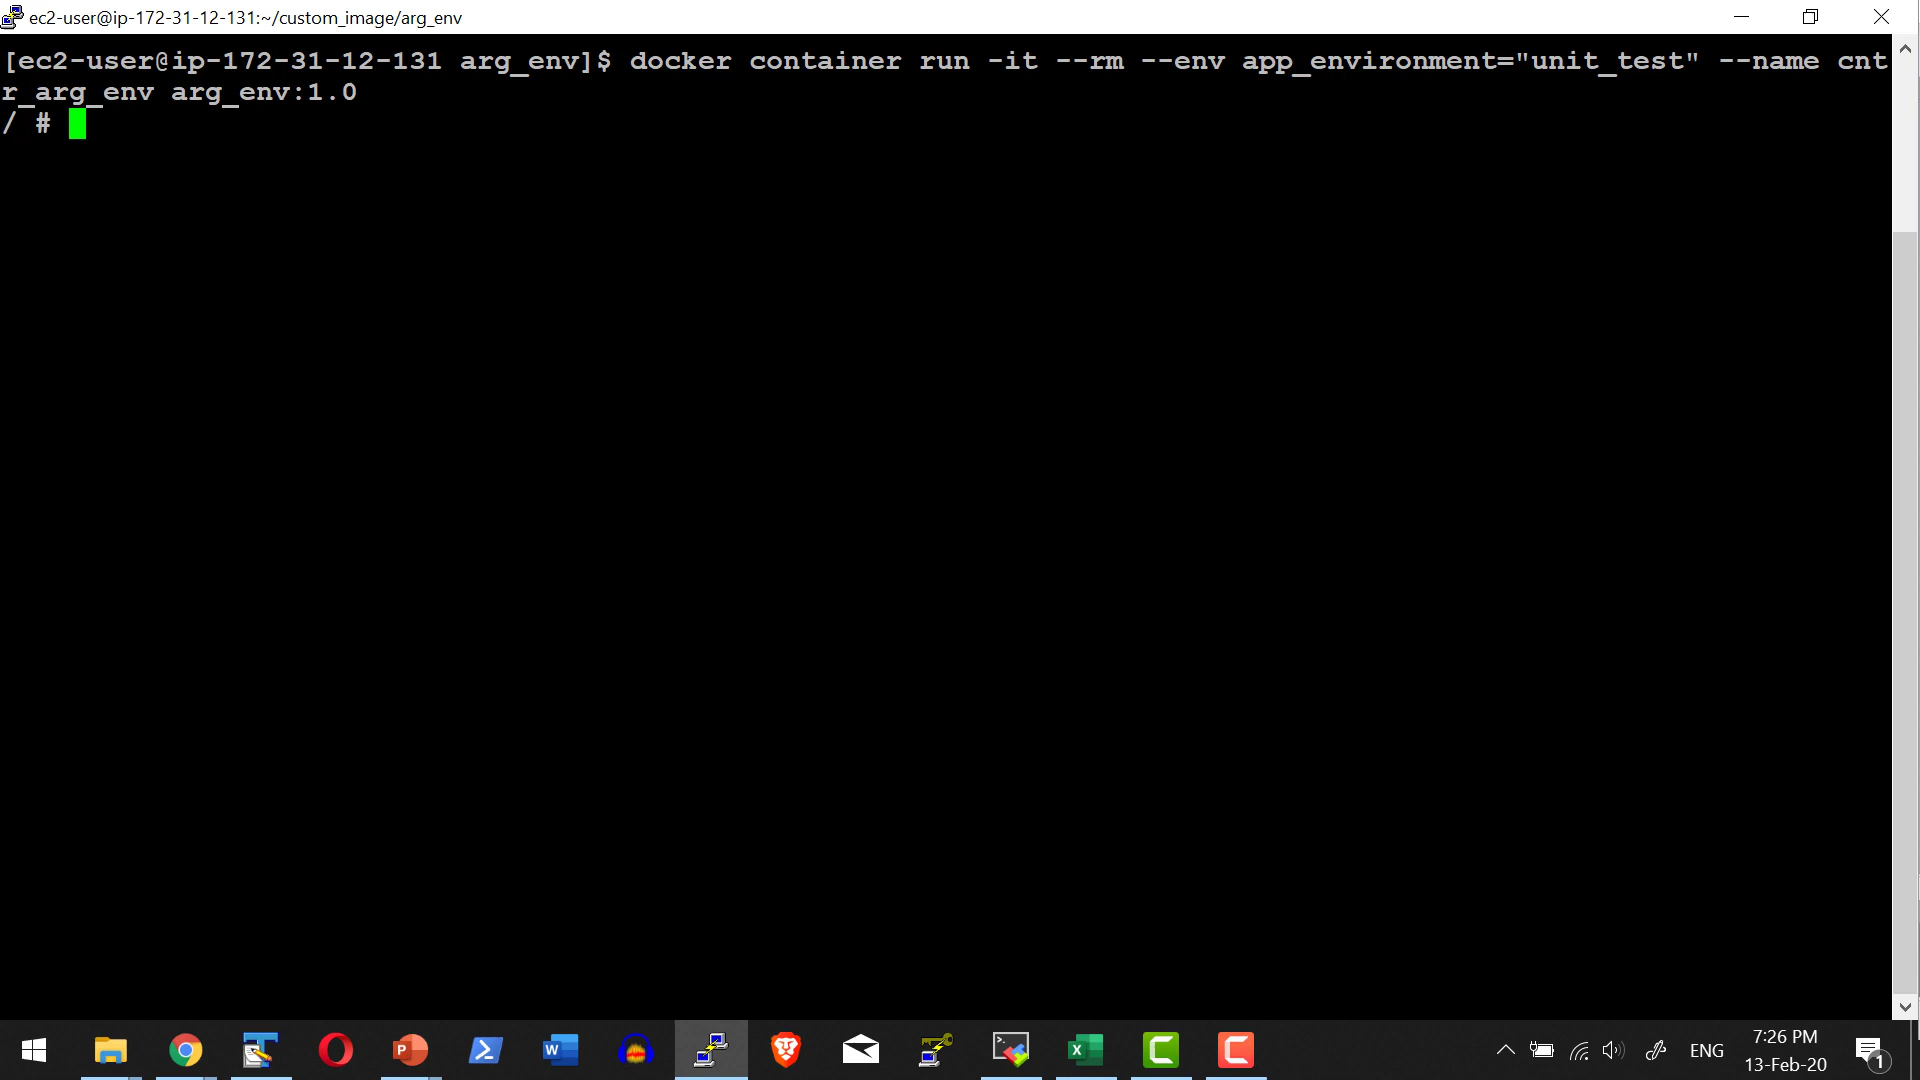 ec2-user@ip-172-31-12-131:~/custom_image/arg_env
[ec2-user@ip-172-31-12-131 arg_env]$ docker container run -it --rm --env app_environment="unit_test" --name cnt
r_arg_env arg_env:1.0
/ #
ENG
7:26 PM
13-Feb-20
1